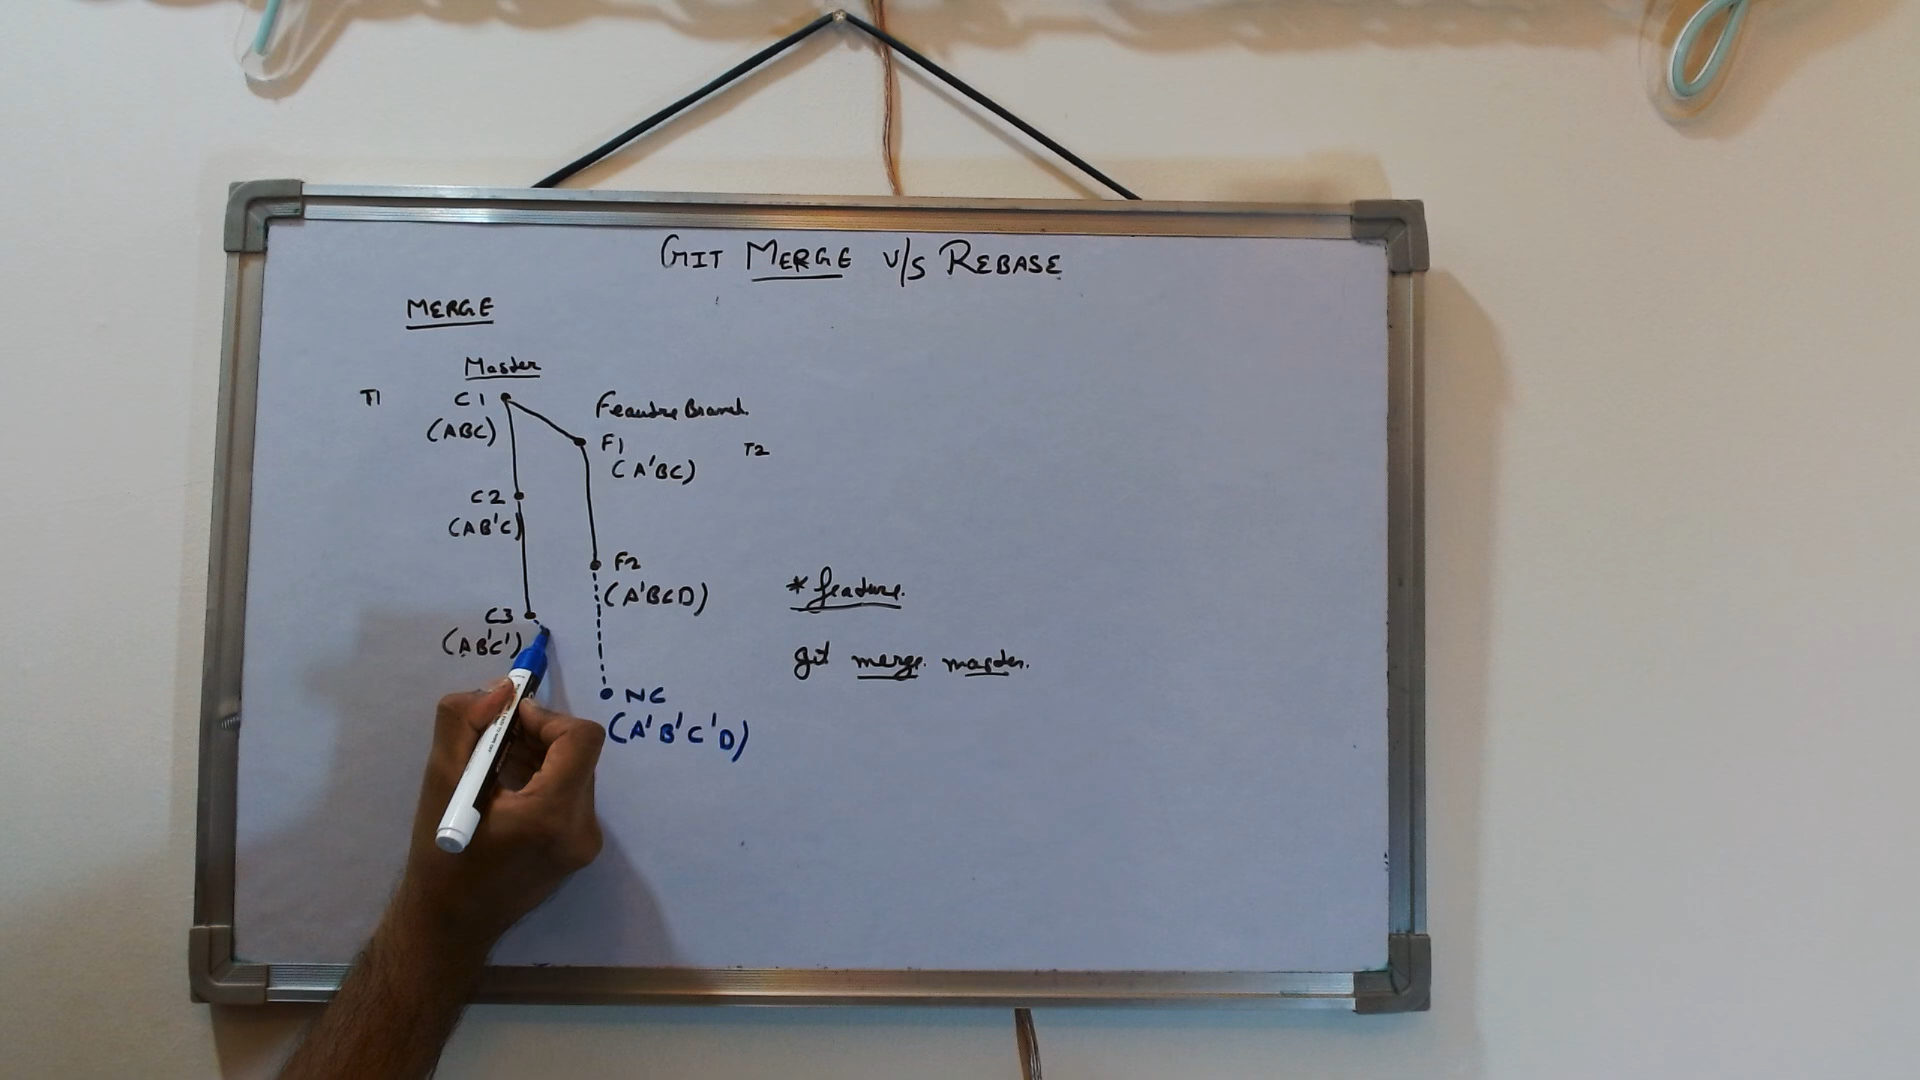 GIT MERGE V/S REBASE
MERGE
Master
T1 C1
(ABC)
Feauture Branch
F1 T2
(A'BC)
C2
(AB'C)
F2
(A'BCD)
* feature.
C3
(AB'C')
git merge master.
NC
(A'B'C'D)